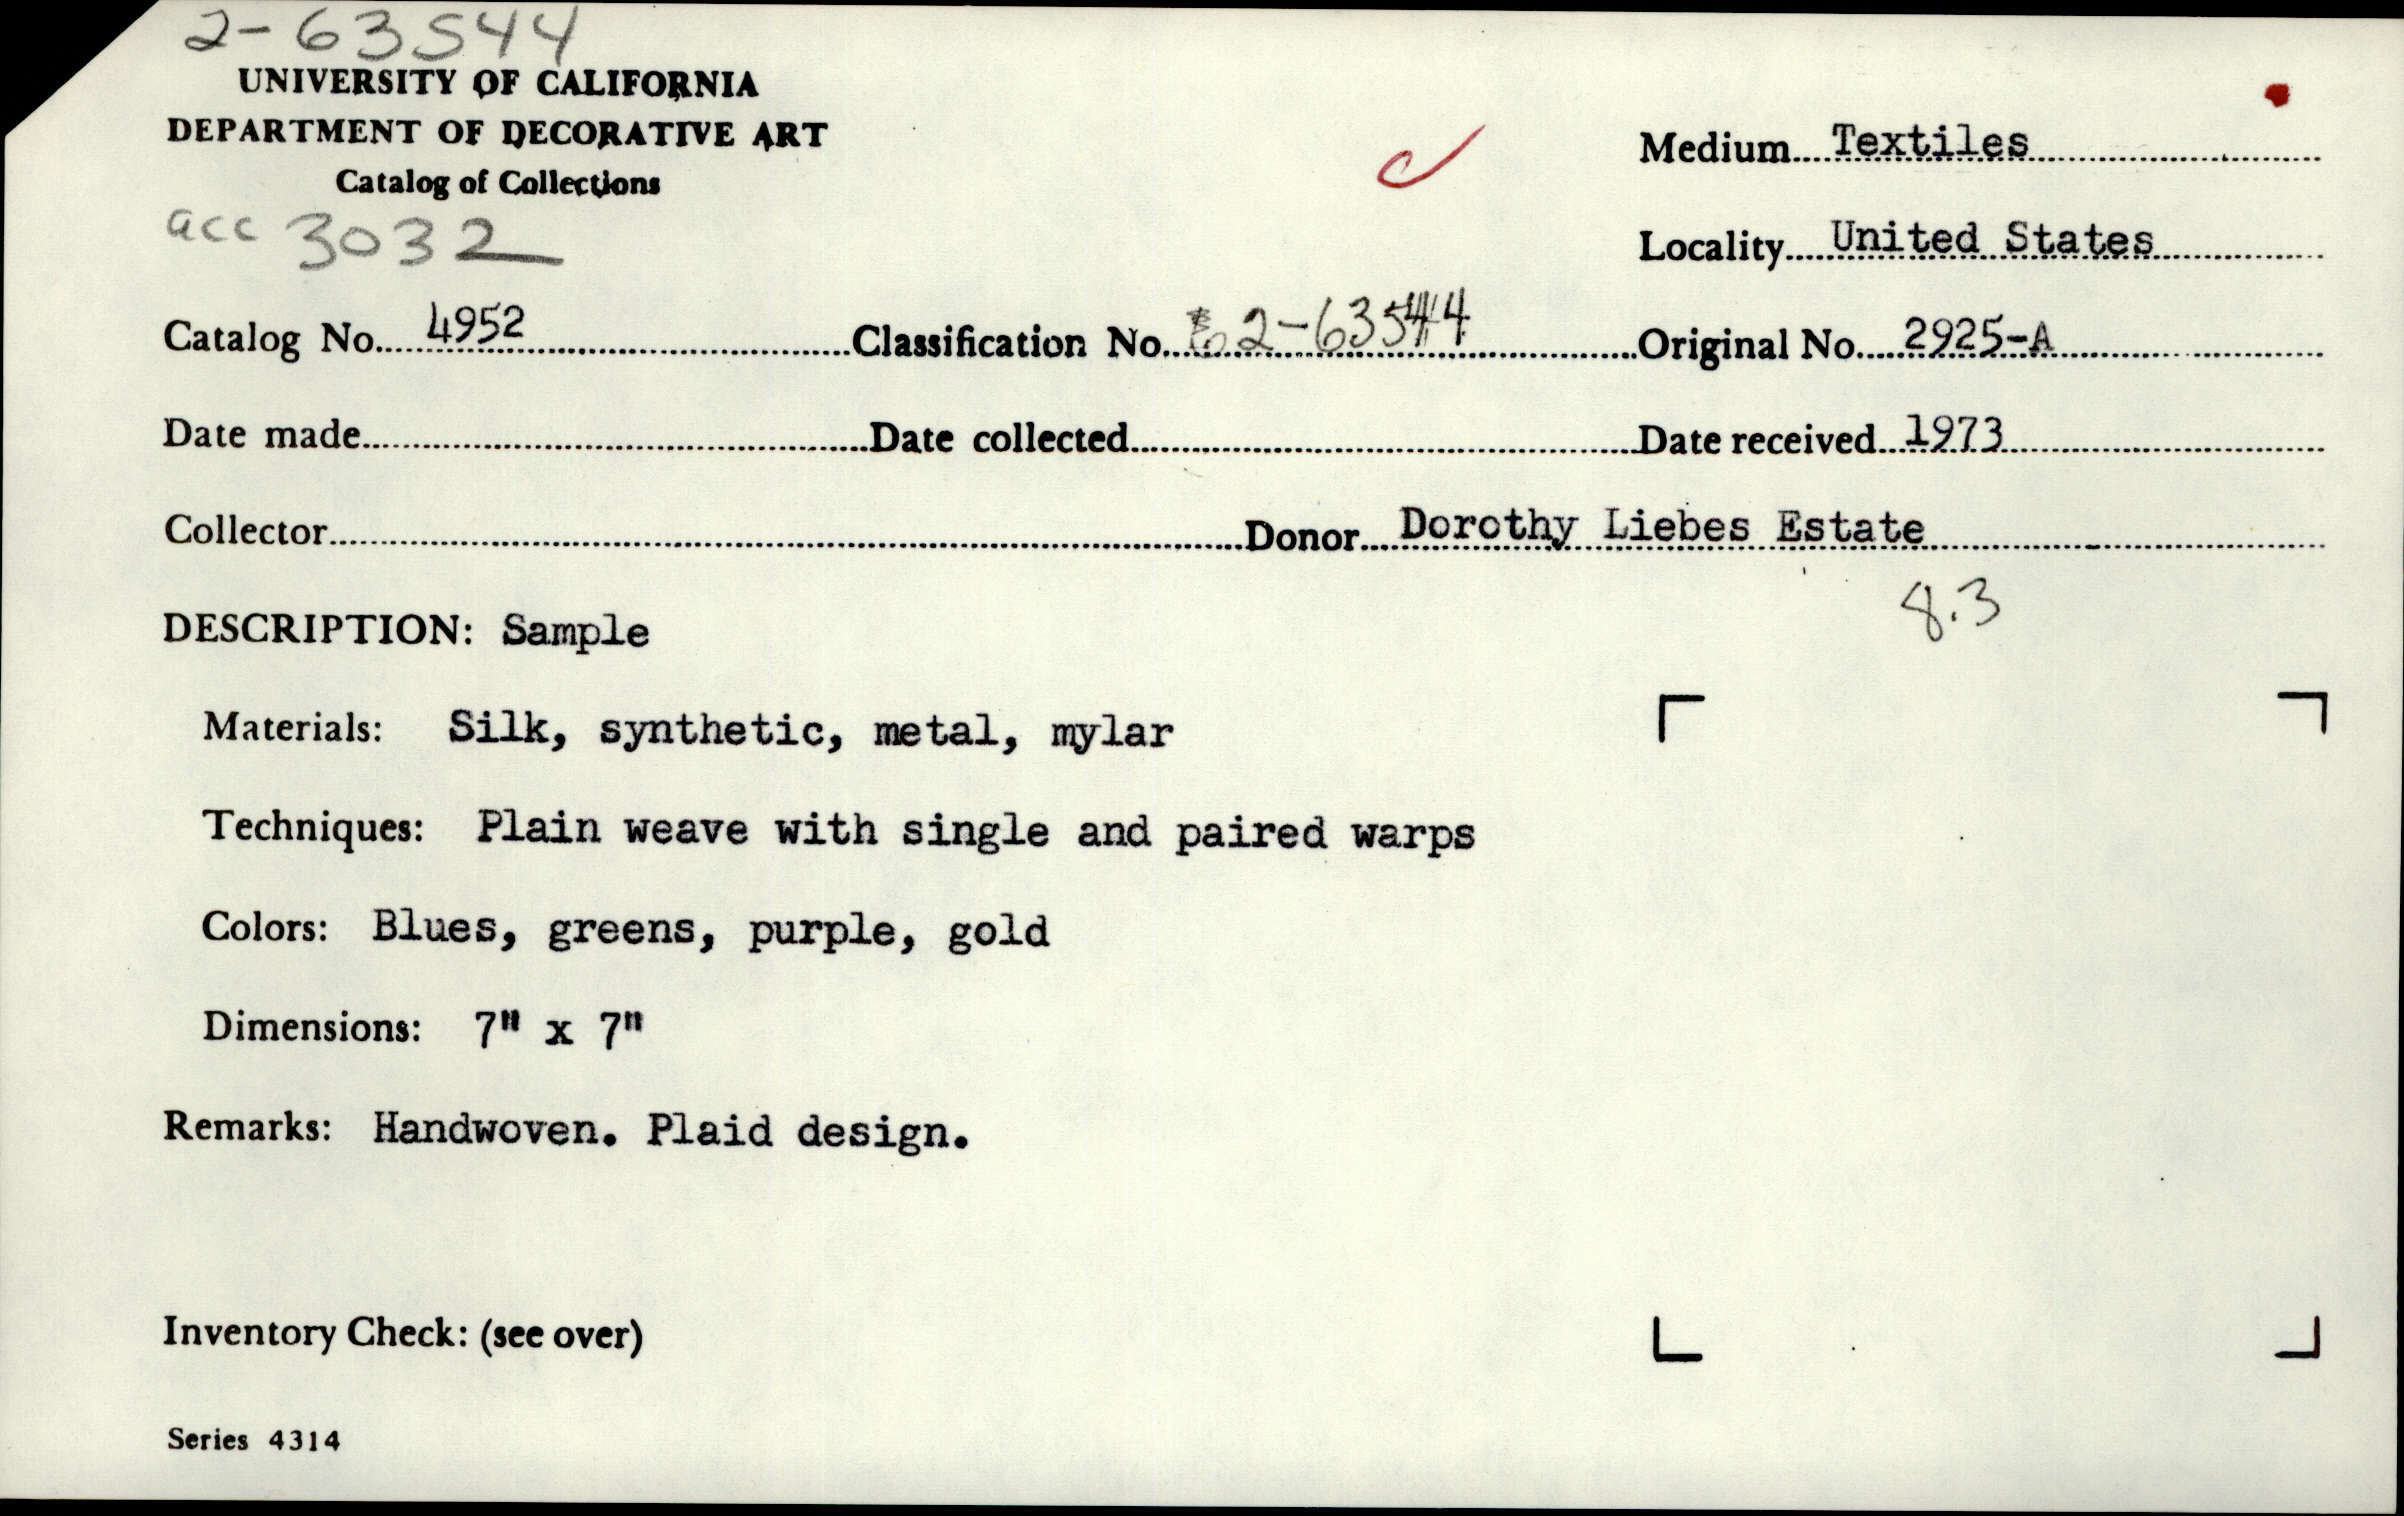 2-63544
UNIVERSITY OF CALIFORNIA
DEPARTMENT OF DECORATIVE ART
Catalog of Collections
acc 3032
Medium Textiles
Locality United States
Catalog No. 4952 Classification No. 2-63544 Original No. 2925-A
Date made Date collected Date received 1973
Collector Donor Dorothy Liebes Estate
8.3
DESCRIPTION: Sample
Materials: Silk, synthetic, metal, mylar
Techniques: Plain weave with single and paired warps
Colors: Blues, greens, purple, gold
Dimensions: 7" x 7"
Remarks: Handwoven. Plaid design.
Inventory Check: (see over)
Series 4314